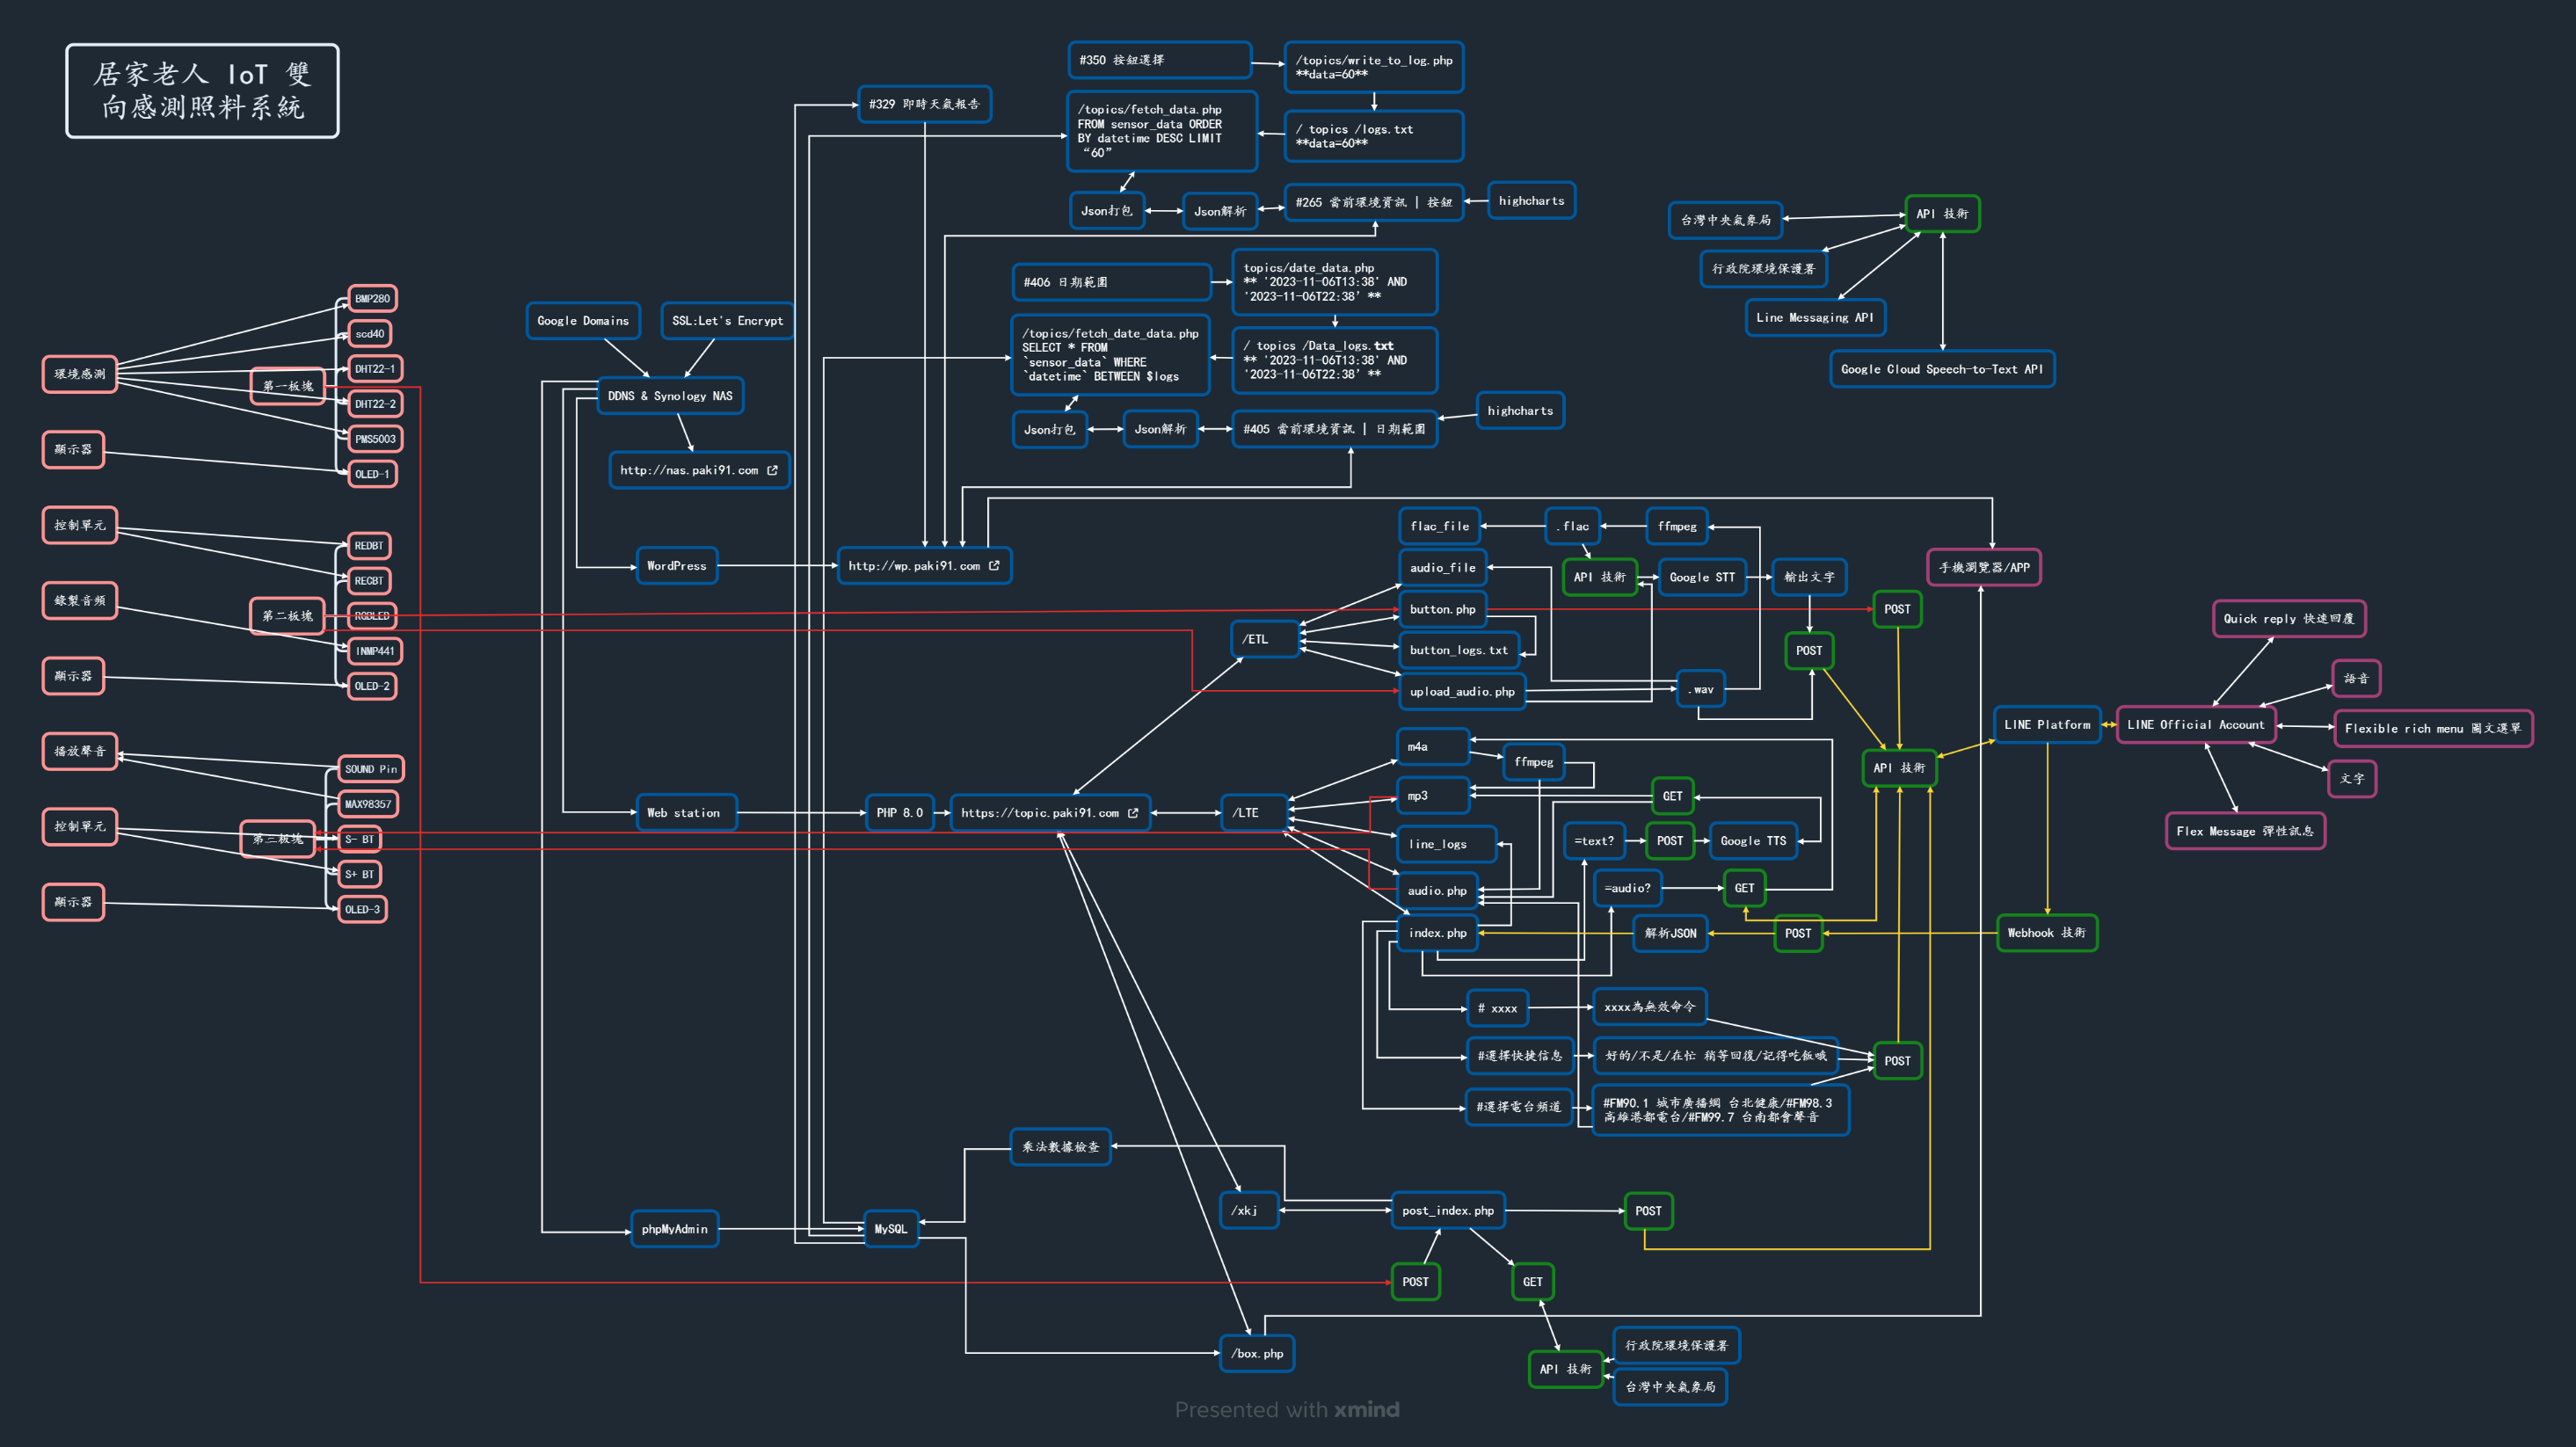 居家老人 IoT 雙
向感測照料系統
#350 按鈕選擇
/topics/write_to_log.php
**data=60**
#329 即時天氣報告
/topics/fetch_data.php
FROM sensor_data ORDER
BY datetime DESC LIMIT
“60”
/ topics /logs.txt
**data=60**
Json打包
Json解析
#265 當前環境資訊 | 按鈕
highcharts
台灣中央氣象局
API 技術
行政院環境保護署
Line Messaging API
Google Cloud Speech-to-Text API
#406 日期範圍
topics/date_data.php
** '2023-11-06T13:38' AND
'2023-11-06T22:38' **
/topics/fetch_date_data.php
SELECT * FROM
`sensor_data` WHERE
`datetime` BETWEEN $logs
/ topics /Data_logs.txt
** '2023-11-06T13:38' AND
'2023-11-06T22:38' **
Json打包
Json解析
#405 當前環境資訊 | 日期範圍
highcharts
Google Domains
SSL:Let's Encrypt
DDNS & Synology NAS
http://nas.paki91.com
環境感測
第一板塊
BMP280
scd40
DHT22-1
DHT22-2
PMS5003
顯示器
OLED-1
控制單元
REDBT
RECBT
錄製音頻
第二板塊
RGBLED
INMP441
顯示器
OLED-2
播放聲音
SOUND Pin
MAX98357
控制單元
第三板塊
S- BT
S+ BT
顯示器
OLED-3
WordPress
http://wp.paki91.com
flac_file
.flac
ffmpeg
audio_file
API 技術
Google STT
輸出文字
手機瀏覽器/APP
/ETL
button.php
POST
button_logs.txt
POST
upload_audio.php
.wav
Quick reply 快速回覆
語音
LINE Platform
LINE Official Account
Flexible rich menu 圖文選單
文字
Flex Message 彈性訊息
m4a
ffmpeg
API 技術
mp3
GET
Web station
PHP 8.0
https://topic.paki91.com
/LTE
line_logs
=text?
POST
Google TTS
audio.php
=audio?
GET
index.php
解析JSON
POST
Webhook 技術
# xxxx
xxxx為無效命令
#選擇快捷信息
好的/不是/在忙 稍等回復/記得吃飯哦
POST
#選擇電台頻道
#FM90.1 城市廣播網 台北健康/#FM98.3
高雄港都電台/#FM99.7 台南都會聲音
乘法數據檢查
phpMyAdmin
MySQL
/xkj
post_index.php
POST
POST
GET
/box.php
API 技術
行政院環境保護署
台灣中央氣象局
Presented with xmind